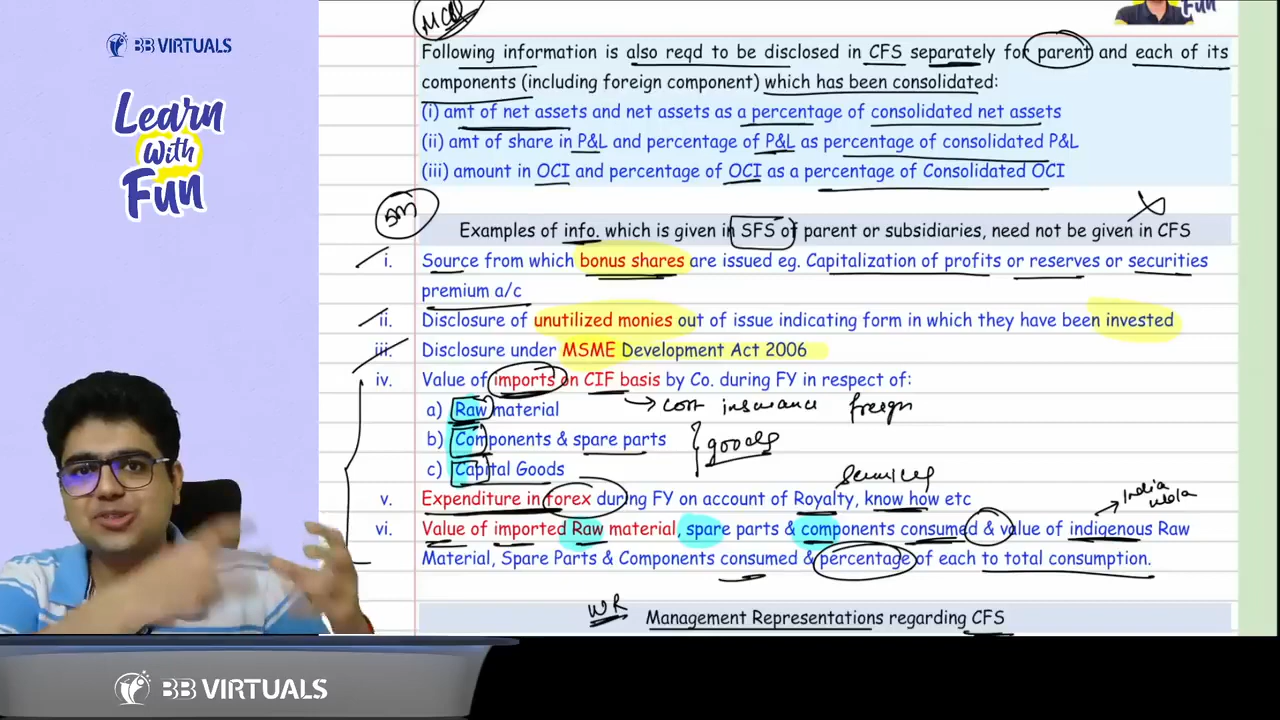 MCQ
Fun
BB VIRTUALS
Learn
With
Fun
Following information is also reqd to be disclosed in CFS separately for parent and each of its
components (including foreign component) which has been consolidated:
(i) amt of net assets and net assets as a percentage of consolidated net assets
(ii) amt of share in P&L and percentage of P&L as percentage of consolidated P&L
(iii) amount in OCI and percentage of OCI as a percentage of Consolidated OCI
5M
Examples of info. which is given in SFS of parent or subsidiaries, need not be given in CFS
i. Source from which bonus shares are issued eg. Capitalization of profits or reserves or securities
premium a/c
ii. Disclosure of unutilized monies out of issue indicating form in which they have been invested
iii. Disclosure under MSME Development Act 2006
iv. Value of imports on CIF basis by Co. during FY in respect of:
a) Raw material
cost insurance
b) Components & spare parts
goods
c) Capital Goods
services
v. Expenditure in forex during FY on account of Royalty, know how etc
India wala
vi. Value of imported Raw material, spare parts & components consumed & value of indigenous Raw
Material, Spare Parts & Components consumed & percentage of each to total consumption.
WR
Management Representations regarding CFS
BB VIRTUALS